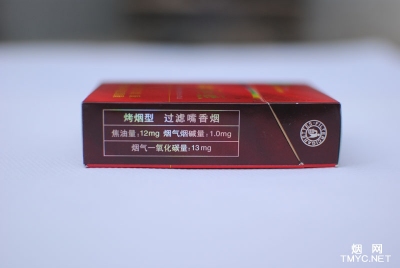 烤烟型 过滤嘴香烟
焦油量：12mg 烟气烟碱量：1.0mg
烟气一氧化碳量：13mg
烟 网
TMYC.NET